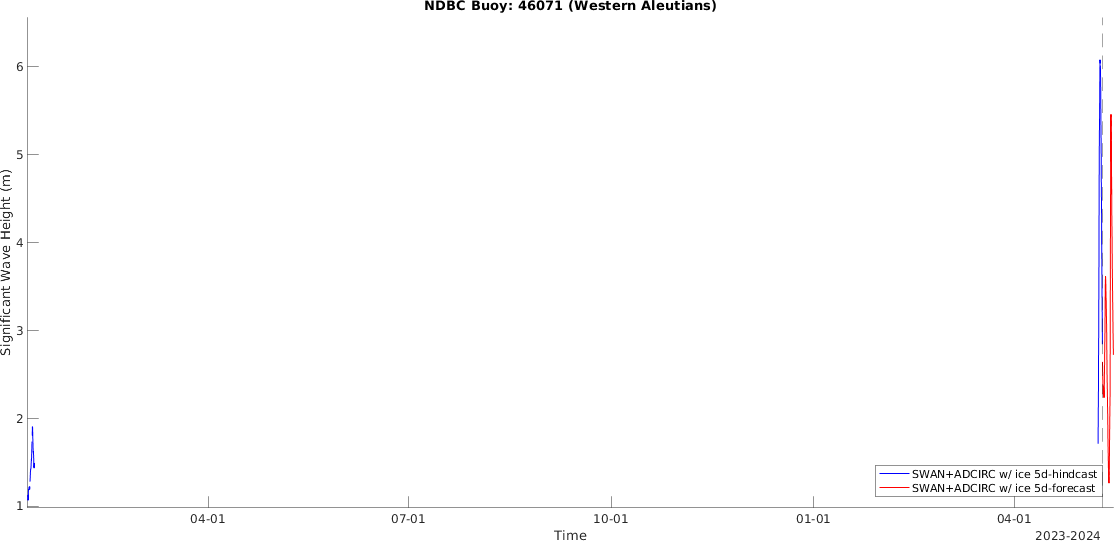 NDBC Buoy: 46071 (Western Aleutians)
6
5
4
3
2
1
Significant Wave Height (m)
SWAN+ADCIRC w/ ice 5d-hindcast
SWAN+ADCIRC w/ ice 5d-forecast
04-01 07-01 10-01 01-01 04-01
Time
2023-2024